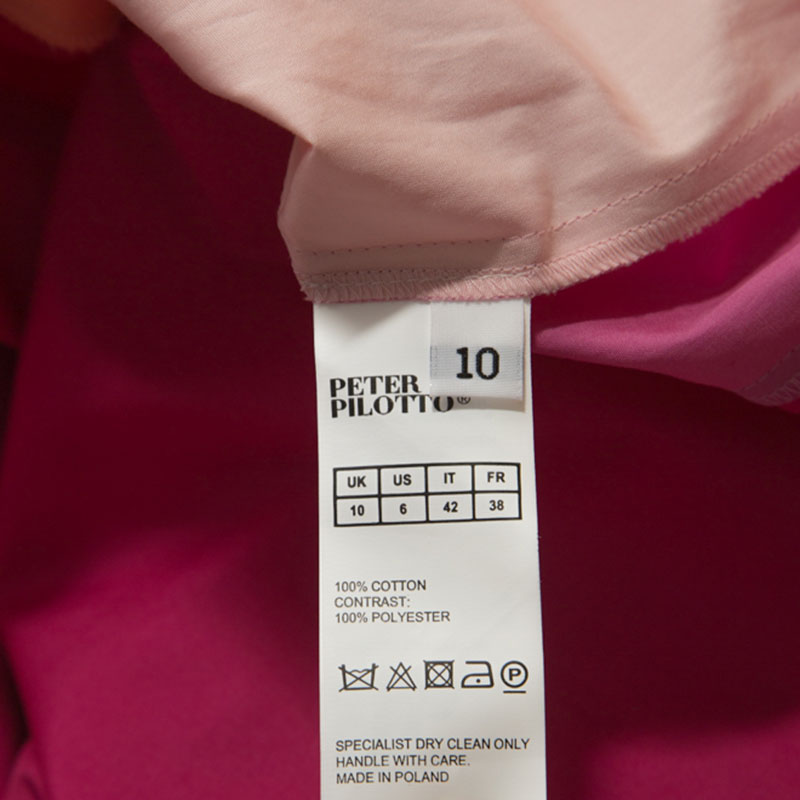 10
PETER
PILOTTO®
UK US IT FR
10 6 42 38
100% COTTON
CONTRAST:
100% POLYESTER
P
SPECIALIST DRY CLEAN ONLY
HANDLE WITH CARE.
MADE IN POLAND